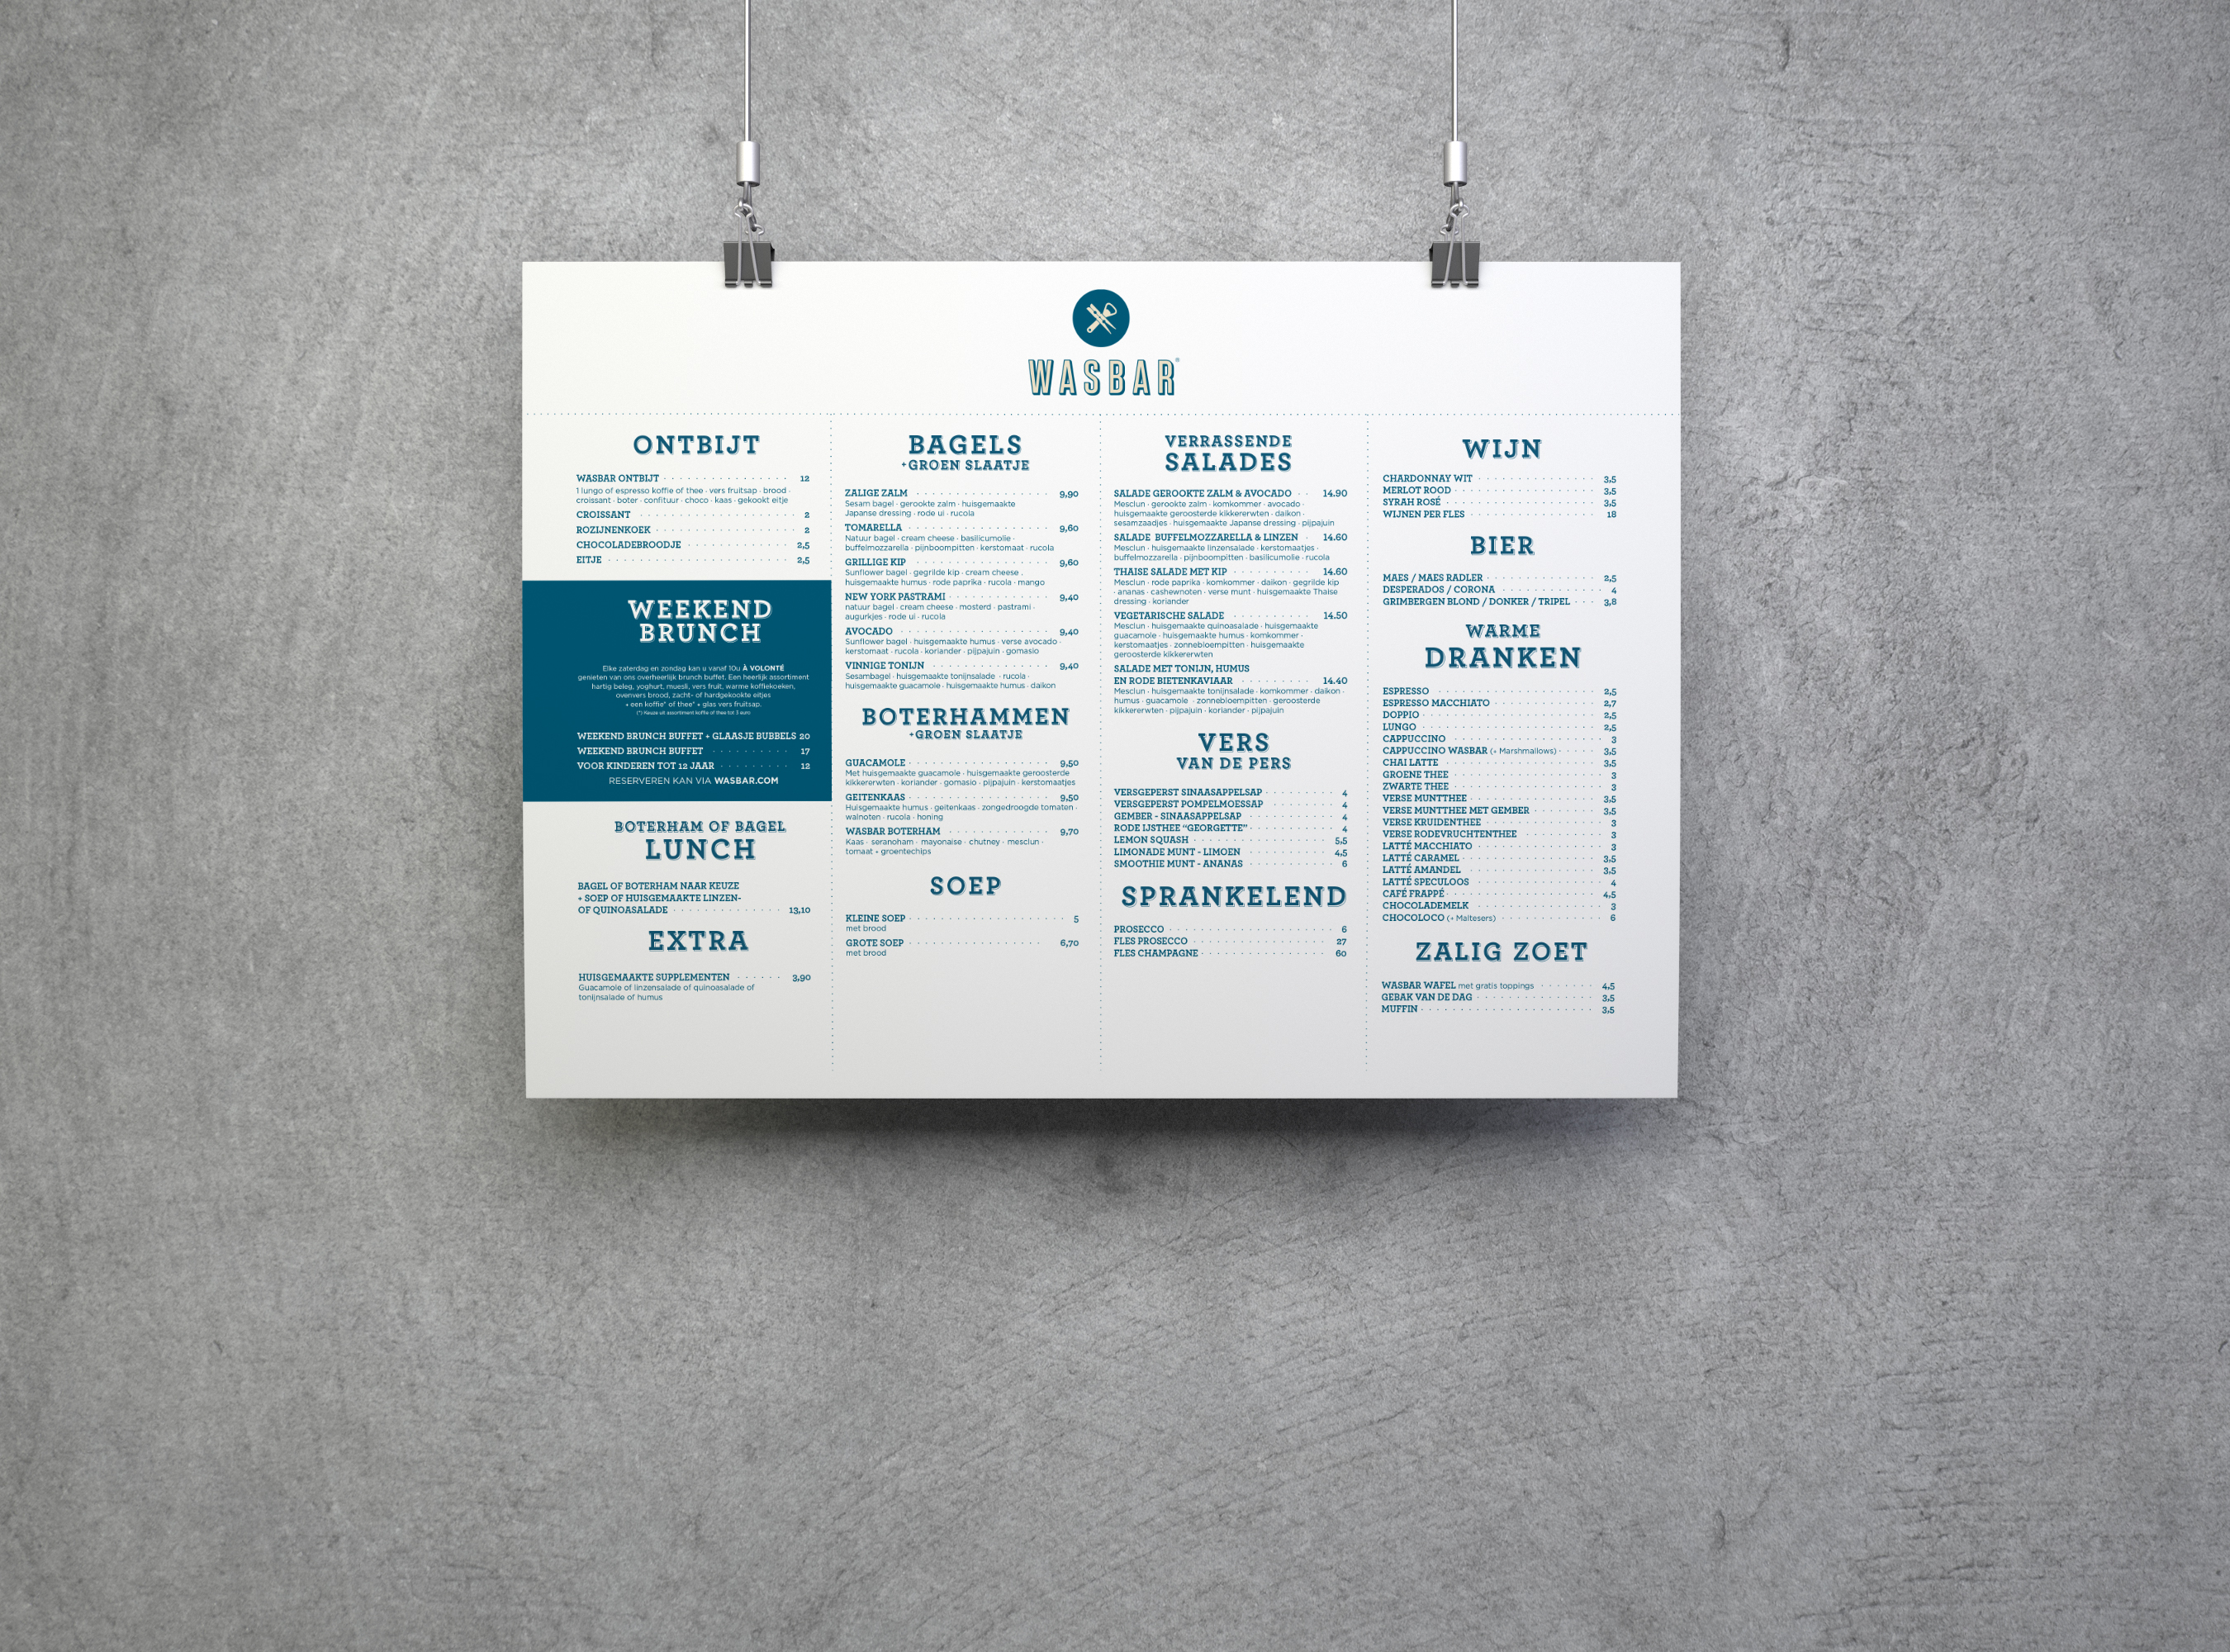 WASBAR®
ONTBIJT
WASBAR ONTBIJT 12
1 lungo of espresso koffie of thee · vers fruitsap · brood ·
croissant · boter · confituur · choco · kaas · gekookt eitje
CROISSANT 2
ROZIJNENKOEK 2
CHOCOLADEBROODJE 2,5
EITJE 2,5
WEEKEND
BRUNCH
Elke zaterdag en zondag kan u vanaf 10u À VOLONTÉ
genieten van ons overheerlijk brunch buffet. Een heerlijk assortiment
hartig beleg, yoghurt, muesli, vers fruit, warme koffiekoeken,
ovenvers brood, zacht- of hardgekookte eitjes
+ een koffie* of thee* + glas vers fruitsap.
(*) Keuze uit assortiment koffie of thee tot 3 euro
WEEKEND BRUNCH BUFFET + GLAASJE BUBBELS 20
WEEKEND BRUNCH BUFFET 17
VOOR KINDEREN TOT 12 JAAR 12
RESERVEREN KAN VIA WASBAR.COM
BOTERHAM OF BAGEL
LUNCH
BAGEL OF BOTERHAM NAAR KEUZE
+ SOEP OF HUISGEMAAKTE LINZEN-
OF QUINOASALADE 13,10
EXTRA
HUISGEMAAKTE SUPPLEMENTEN 3,90
Guacamole of linzensalade of quinoasalade of
tonijnsalade of humus
BAGELS
+GROEN SLAATJE
ZALIGE ZALM 9,90
Sesam bagel · gerookte zalm · huisgemaakte
Japanse dressing · rode ui · rucola
TOMARELLA 9,60
Natuur bagel · cream cheese · basilicumolie ·
buffelmozzarella · pijnboompitten · kerstomaat · rucola
GRILLIGE KIP 9,60
Sunflower bagel · gegrilde kip · cream cheese .
huisgemaakte humus · rode paprika · rucola · mango
NEW YORK PASTRAMI 9,40
natuur bagel · cream cheese · mosterd · pastrami ·
augurkjes · rode ui · rucola
AVOCADO 9,40
Sunflower bagel · huisgemaakte humus · verse avocado ·
kerstomaat · rucola · koriander · pijpajuin · gomasio
VINNIGE TONIJN 9,40
Sesambagel · huisgemaakte tonijnsalade · rucola ·
huisgemaakte guacamole · huisgemaakte humus · daikon
BOTERHAMMEN
+GROEN SLAATJE
GUACAMOLE 9,50
Met huisgemaakte guacamole · huisgemaakte geroosterde
kikkererwten · koriander · gomasio · pijpajuin · kerstomaatjes
GEITENKAAS 9,50
Huisgemaakte humus · geitenkaas · zongedroogde tomaten ·
walnoten · rucola · honing
WASBAR BOTERHAM 9,70
Kaas · seranoham · mayonaise · chutney · mesclun ·
tomaat + groentechips
SOEP
KLEINE SOEP 5
met brood
GROTE SOEP 6,70
met brood
VERRASSENDE
SALADES
SALADE GEROOKTE ZALM & AVOCADO 14.90
Mesclun · gerookte zalm · komkommer · avocado ·
huisgemaakte geroosterde kikkererwten · daikon ·
sesamzaadjes · huisgemaakte Japanse dressing · pijpajuin
SALADE BUFFELMOZZARELLA & LINZEN 14.60
Mesclun · huisgemaakte linzensalade · kerstomaatjes ·
buffelmozzarella · pijnboompitten · basilicumolie · rucola
THAISE SALADE MET KIP 14.60
Mesclun · rode paprika · komkommer · daikon · gegrilde kip
· ananas · cashewnoten · verse munt · huisgemaakte Thaise
dressing · koriander
VEGETARISCHE SALADE 14.50
Mesclun · huisgemaakte quinoasalade · huisgemaakte
guacamole · huisgemaakte humus · komkommer ·
kerstomaatjes · zonnebloempitten · huisgemaakte
geroosterde kikkererwten
SALADE MET TONIJN, HUMUS
EN RODE BIETENKAVIAAR 14.40
Mesclun · huisgemaakte tonijnsalade · komkommer · daikon ·
humus · guacamole · zonnebloempitten · geroosterde
kikkererwten · pijpajuin · koriander · pijpajuin
VERS
VAN DE PERS
VERSGEPERST SINAASAPPELSAP 4
VERSGEPERST POMPELMOESSAP 4
GEMBER - SINAASAPPELSAP 4
RODE IJSTHEE “GEORGETTE” 4
LEMON SQUASH 5,5
LIMONADE MUNT - LIMOEN 4,5
SMOOTHIE MUNT - ANANAS 6
SPRANKELEND
PROSECCO 6
FLES PROSECCO 27
FLES CHAMPAGNE 60
WIJN
CHARDONNAY WIT 3,5
MERLOT ROOD 3,5
SYRAH ROSÉ 3,5
WIJNEN PER FLES 18
BIER
MAES / MAES RADLER 2,5
DESPERADOS / CORONA 4
GRIMBERGEN BLOND / DONKER / TRIPEL 3,8
WARME
DRANKEN
ESPRESSO 2,5
ESPRESSO MACCHIATO 2,7
DOPPIO 2,5
LUNGO 2,5
CAPPUCCINO 3
CAPPUCCINO WASBAR (+ Marshmallows) 3,5
CHAI LATTE 3,5
GROENE THEE 3
ZWARTE THEE 3
VERSE MUNTTHEE 3,5
VERSE MUNTTHEE MET GEMBER 3,5
VERSE KRUIDENTHEE 3
VERSE RODEVRUCHTENTHEE 3
LATTÉ MACCHIATO 3
LATTÉ CARAMEL 3,5
LATTÉ AMANDEL 3,5
LATTÉ SPECULOOS 4
CAFÉ FRAPPÉ 4,5
CHOCOLADEMELK 3
CHOCOLOCO (+ Maltesers) 6
ZALIG ZOET
WASBAR WAFEL met gratis toppings 4,5
GEBAK VAN DE DAG 3,5
MUFFIN 3,5